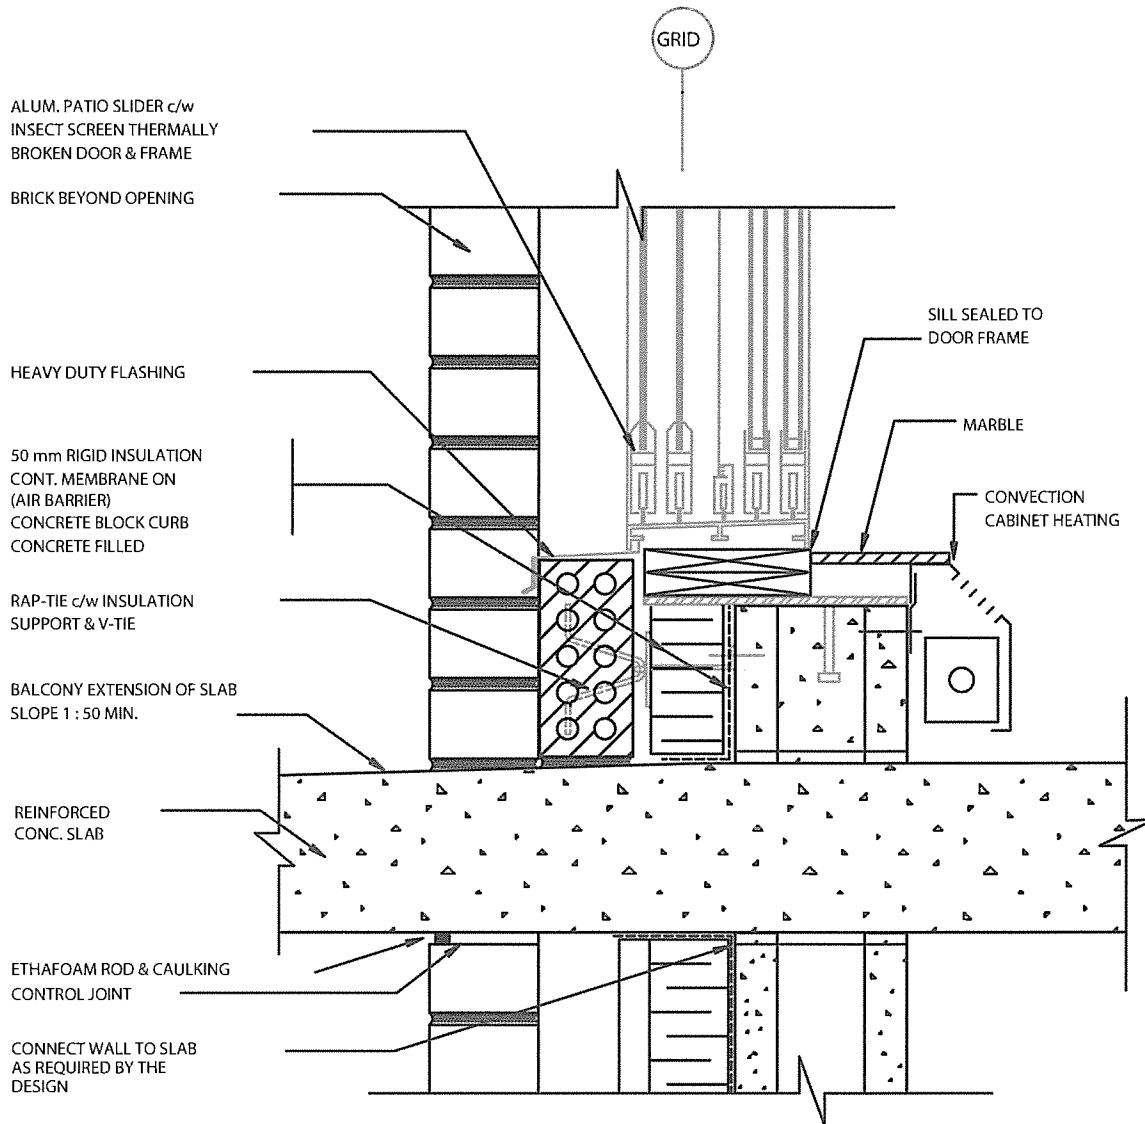 GRID
ALUM. PATIO SLIDER c/w
INSECT SCREEN THERMALLY
BROKEN DOOR & FRAME
BRICK BEYOND OPENING
SILL SEALED TO
DOOR FRAME
HEAVY DUTY FLASHING
MARBLE
50 mm RIGID INSULATION
CONT. MEMBRANE ON
(AIR BARRIER)
CONCRETE BLOCK CURB
CONCRETE FILLED
CONVECTION
CABINET HEATING
RAP-TIE c/w INSULATION
SUPPORT & V-TIE
BALCONY EXTENSION OF SLAB
SLOPE 1 : 50 MIN.
REINFORCED
CONC. SLAB
ETHAFOAM ROD & CAULKING
CONTROL JOINT
CONNECT WALL TO SLAB
AS REQUIRED BY THE
DESIGN